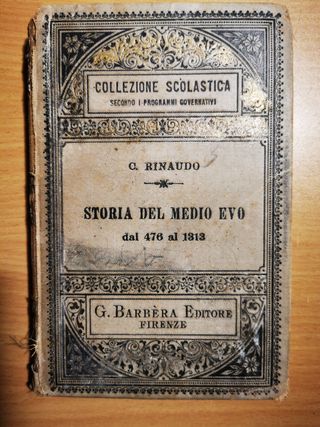 COLLEZIONE SCOLASTICA
SECONDO I PROGRAMMI GOVERNATIVI
C. RINAUDO
STORIA DEL MEDIO EVO
dal 476 al 1313
G. BARBÈRA EDITORE
FIRENZE